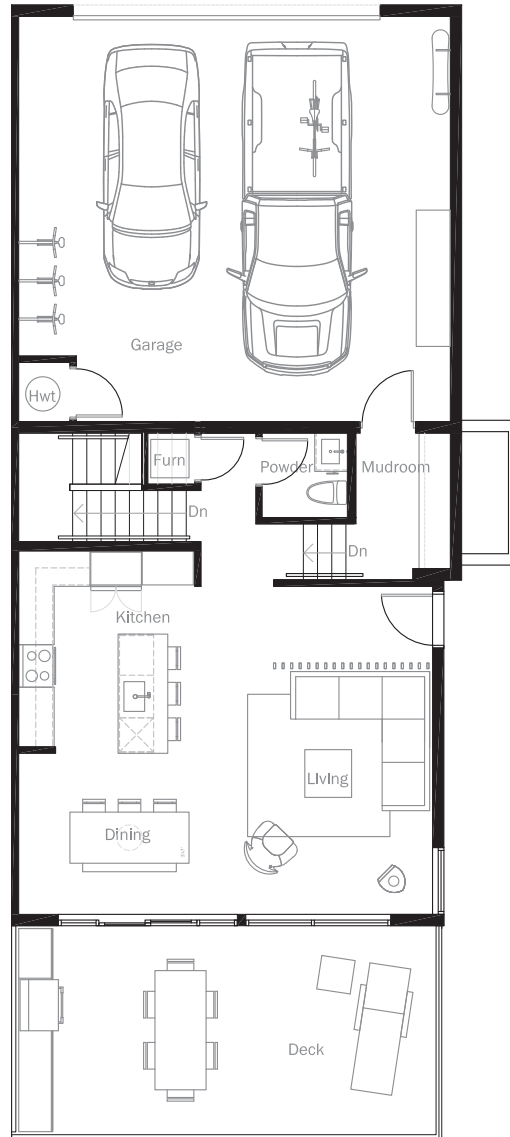 Garage
Hwt
Furn
Powder
Mudroom
Dn
Dn
Kitchen
Living
Dining
Deck